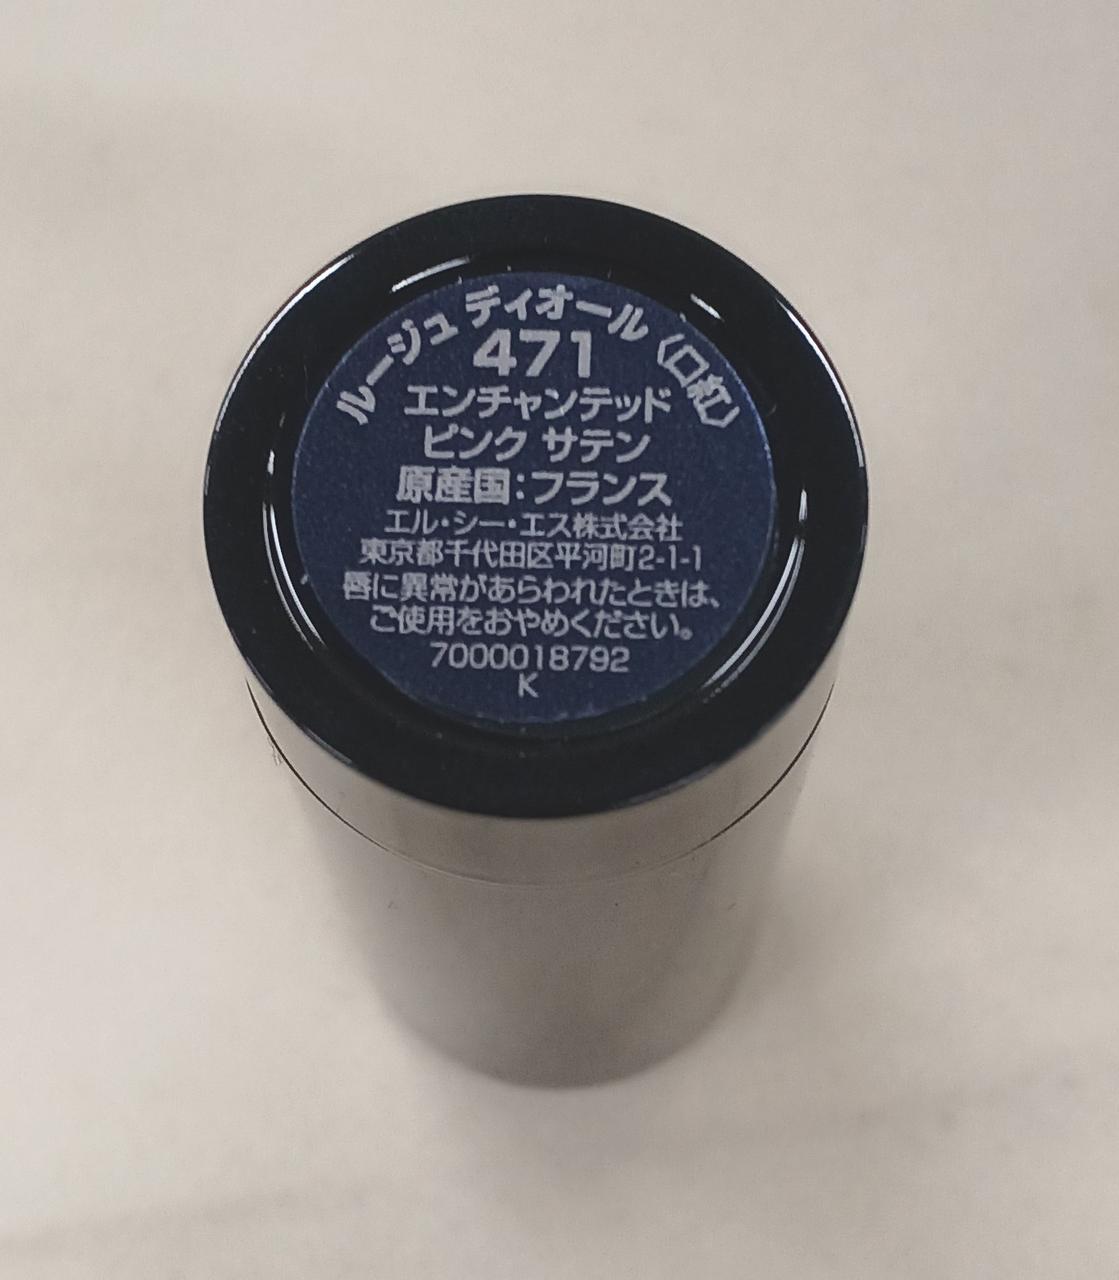 ルージュ ディオール〈口紅〉
471
エンチャンテッド
ピンク サテン
原産国：フランス
エル・シー・エス株式会社
東京都千代田区平河町2-1-1
唇に異常があらわれたときは、
ご使用をおやめください。
7000018792
K